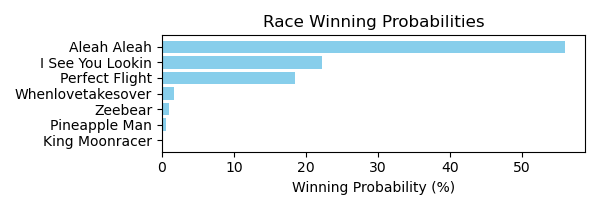 Race Winning Probabilities
Aleah Aleah
I See You Lookin
Perfect Flight
Whenlovetakesover
Zeebear
Pineapple Man
King Moonracer
0 10 20 30 40 50
Winning Probability (%)